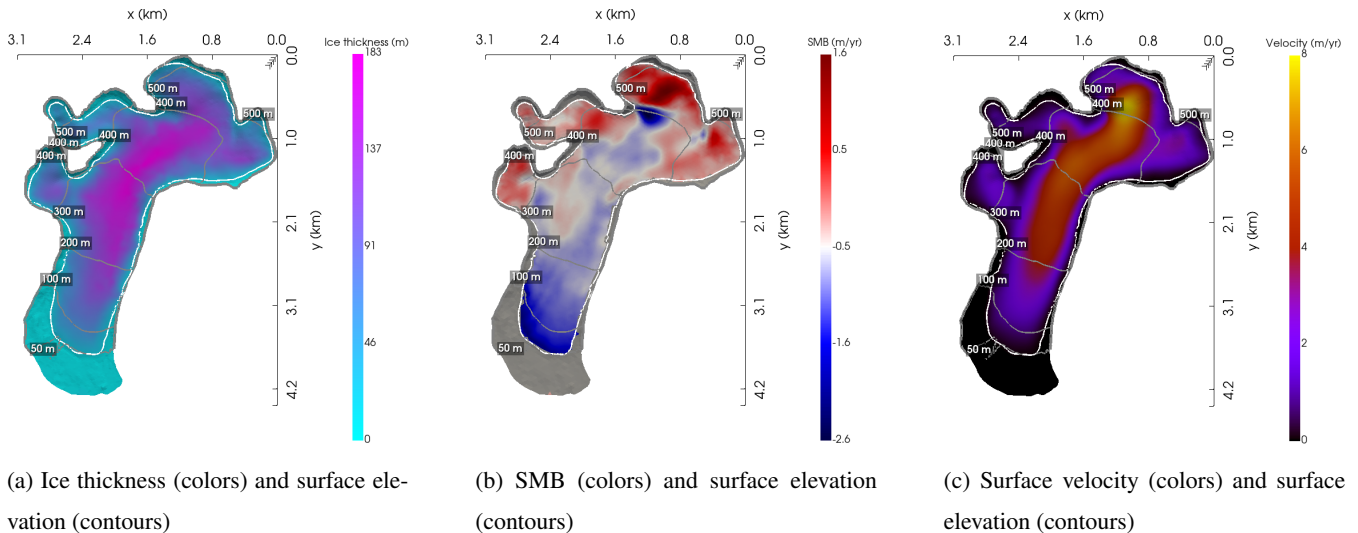 x (km)
3.1 2.4 1.6 0.8 0.0
Ice thickness (m)
183
137
91
46
0
0.0
1.0
2.1
3.1
4.2
y (km)
500 m
400 m
500 m
500 m
400 m
400 m
400 m
300 m
200 m
100 m
50 m
(a) Ice thickness (colors) and surface ele-
vation (contours)
x (km)
3.1 2.4 1.6 0.8 0.0
SMB (m/yr)
1.6
0.5
-0.5
-1.6
-2.6
0.0
1.0
2.1
3.1
4.2
y (km)
500 m
400 m
500 m
500 m
400 m
400 m
300 m
200 m
100 m
50 m
(b) SMB (colors) and surface elevation
(contours)
x (km)
3.1 2.4 1.6 0.8 0.0
Velocity (m/yr)
8
6
4
2
0
0.0
1.0
2.1
3.1
4.2
y (km)
500 m
400 m
500 m
500 m
400 m
400 m
300 m
200 m
100 m
50 m
(c) Surface velocity (colors) and surface
elevation (contours)